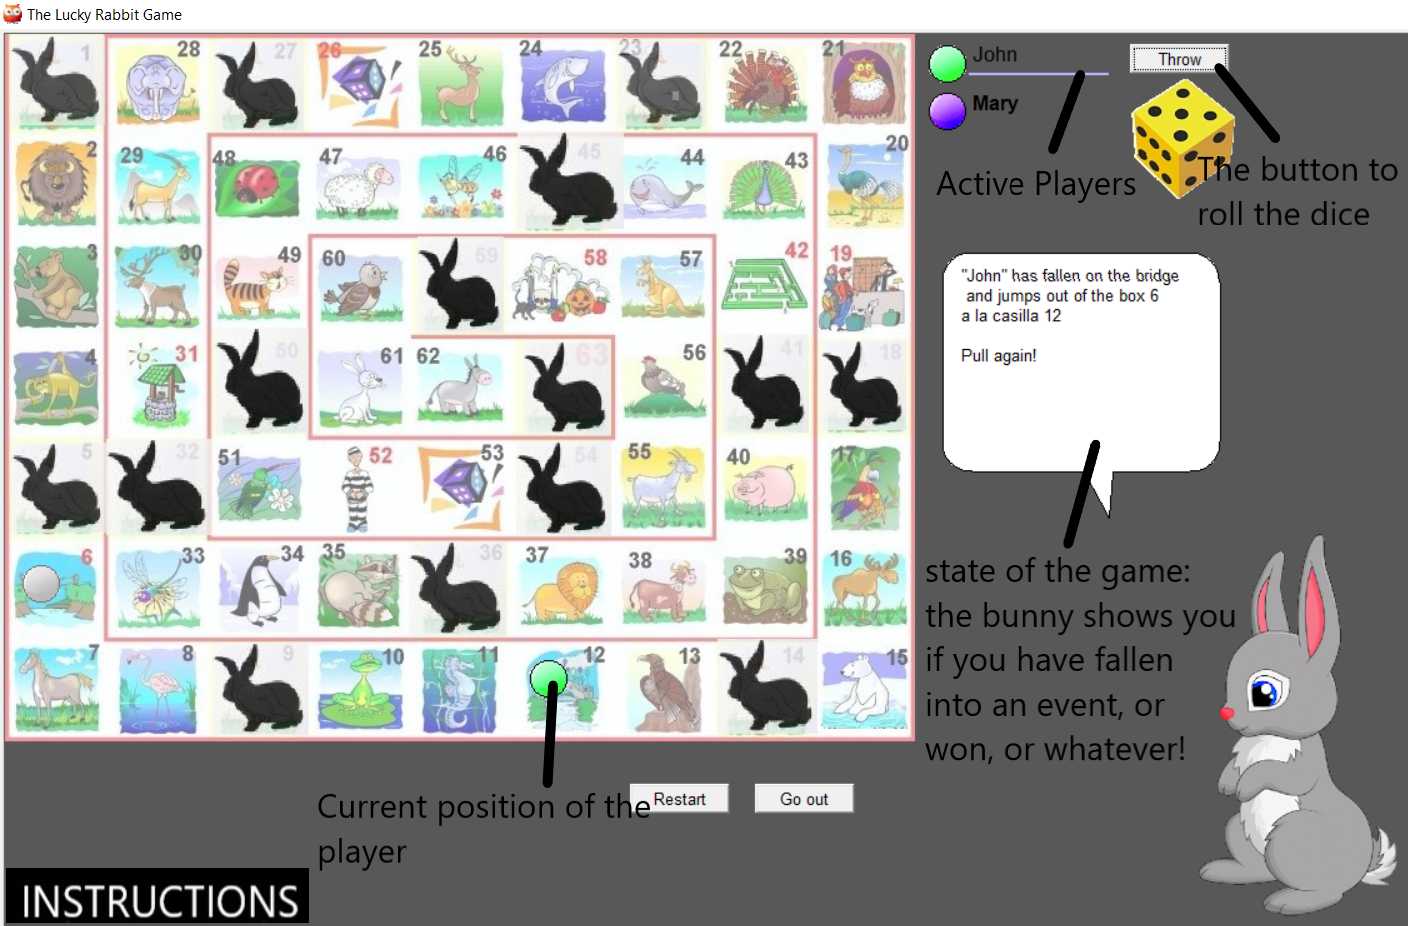 The Lucky Rabbit Game
1 28 27 26 25 24 23 22 21
2 29 48 47 46 45 44 43 20
3 30 49 60 59 58 57 42 19
4 31 50 61 62 63 56 41 18
5 32 51 52 53 54 55 40 17
6 33 34 35 36 37 38 39 16
7 8 9 10 11 12 13 14 15
John
Mary
Throw
Active Players
The button to
roll the dice
"John" has fallen on the bridge
and jumps out of the box 6
a la casilla 12
Pull again!
state of the game:
the bunny shows you
if you have fallen
into an event, or
won, or whatever!
Current position of the
player
Restart
Go out
INSTRUCTIONS